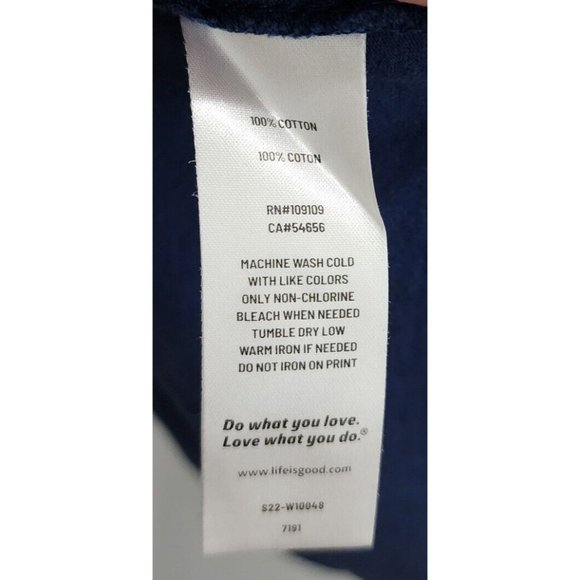 100% COTTON
100% COTON
RN#109109
CA#54656
MACHINE WASH COLD
WITH LIKE COLORS
ONLY NON-CHLORINE
BLEACH WHEN NEEDED
TUMBLE DRY LOW
WARM IRON IF NEEDED
DO NOT IRON ON PRINT
Do what you love.
Love what you do.®
www.lifeisgood.com
S22-W10048
7191